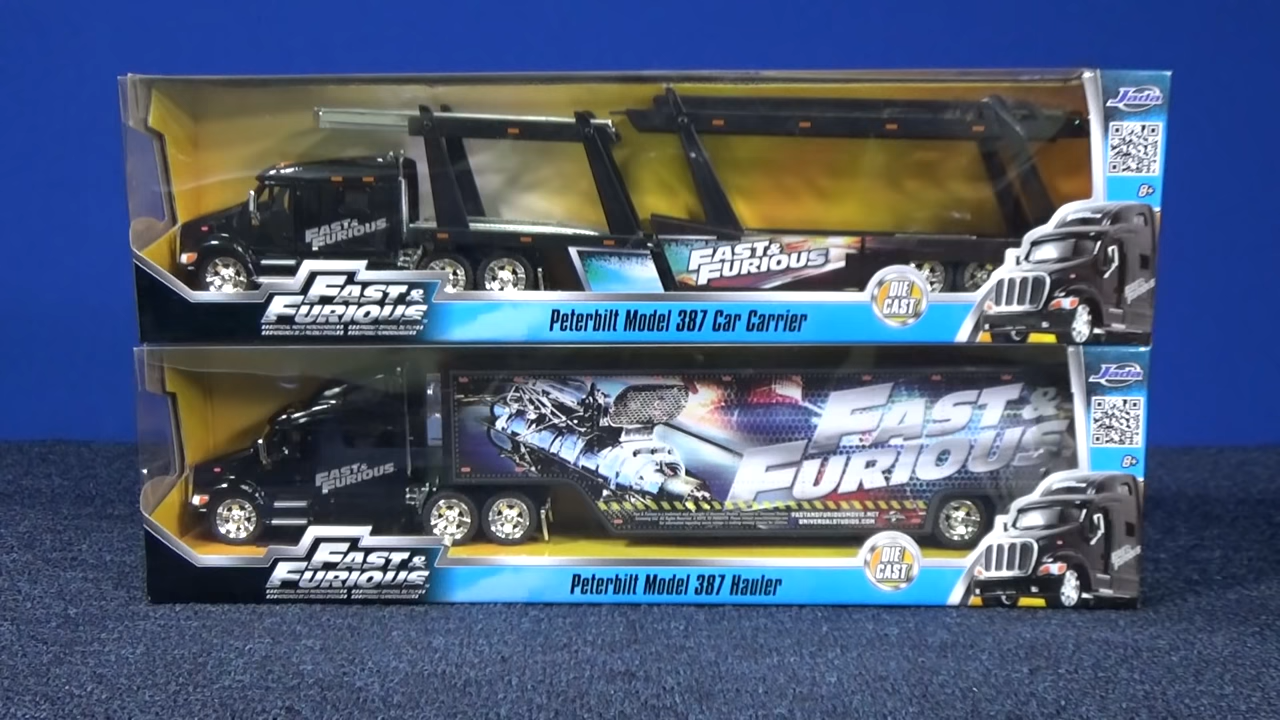 Jada
8+
FAST &
FURIOUS
FAST &
FURIOUS
FAST &
FURIOUS
DIE
CAST
Peterbilt Model 387 Car Carrier
Jada
8+
FAST &
FURIOUS
FAST &
FURIOUS
FASTANDFURIOUSMOVIE.NET
UNIVERSALSTUDIOS.COM
FAST &
FURIOUS
DIE
CAST
Peterbilt Model 387 Hauler